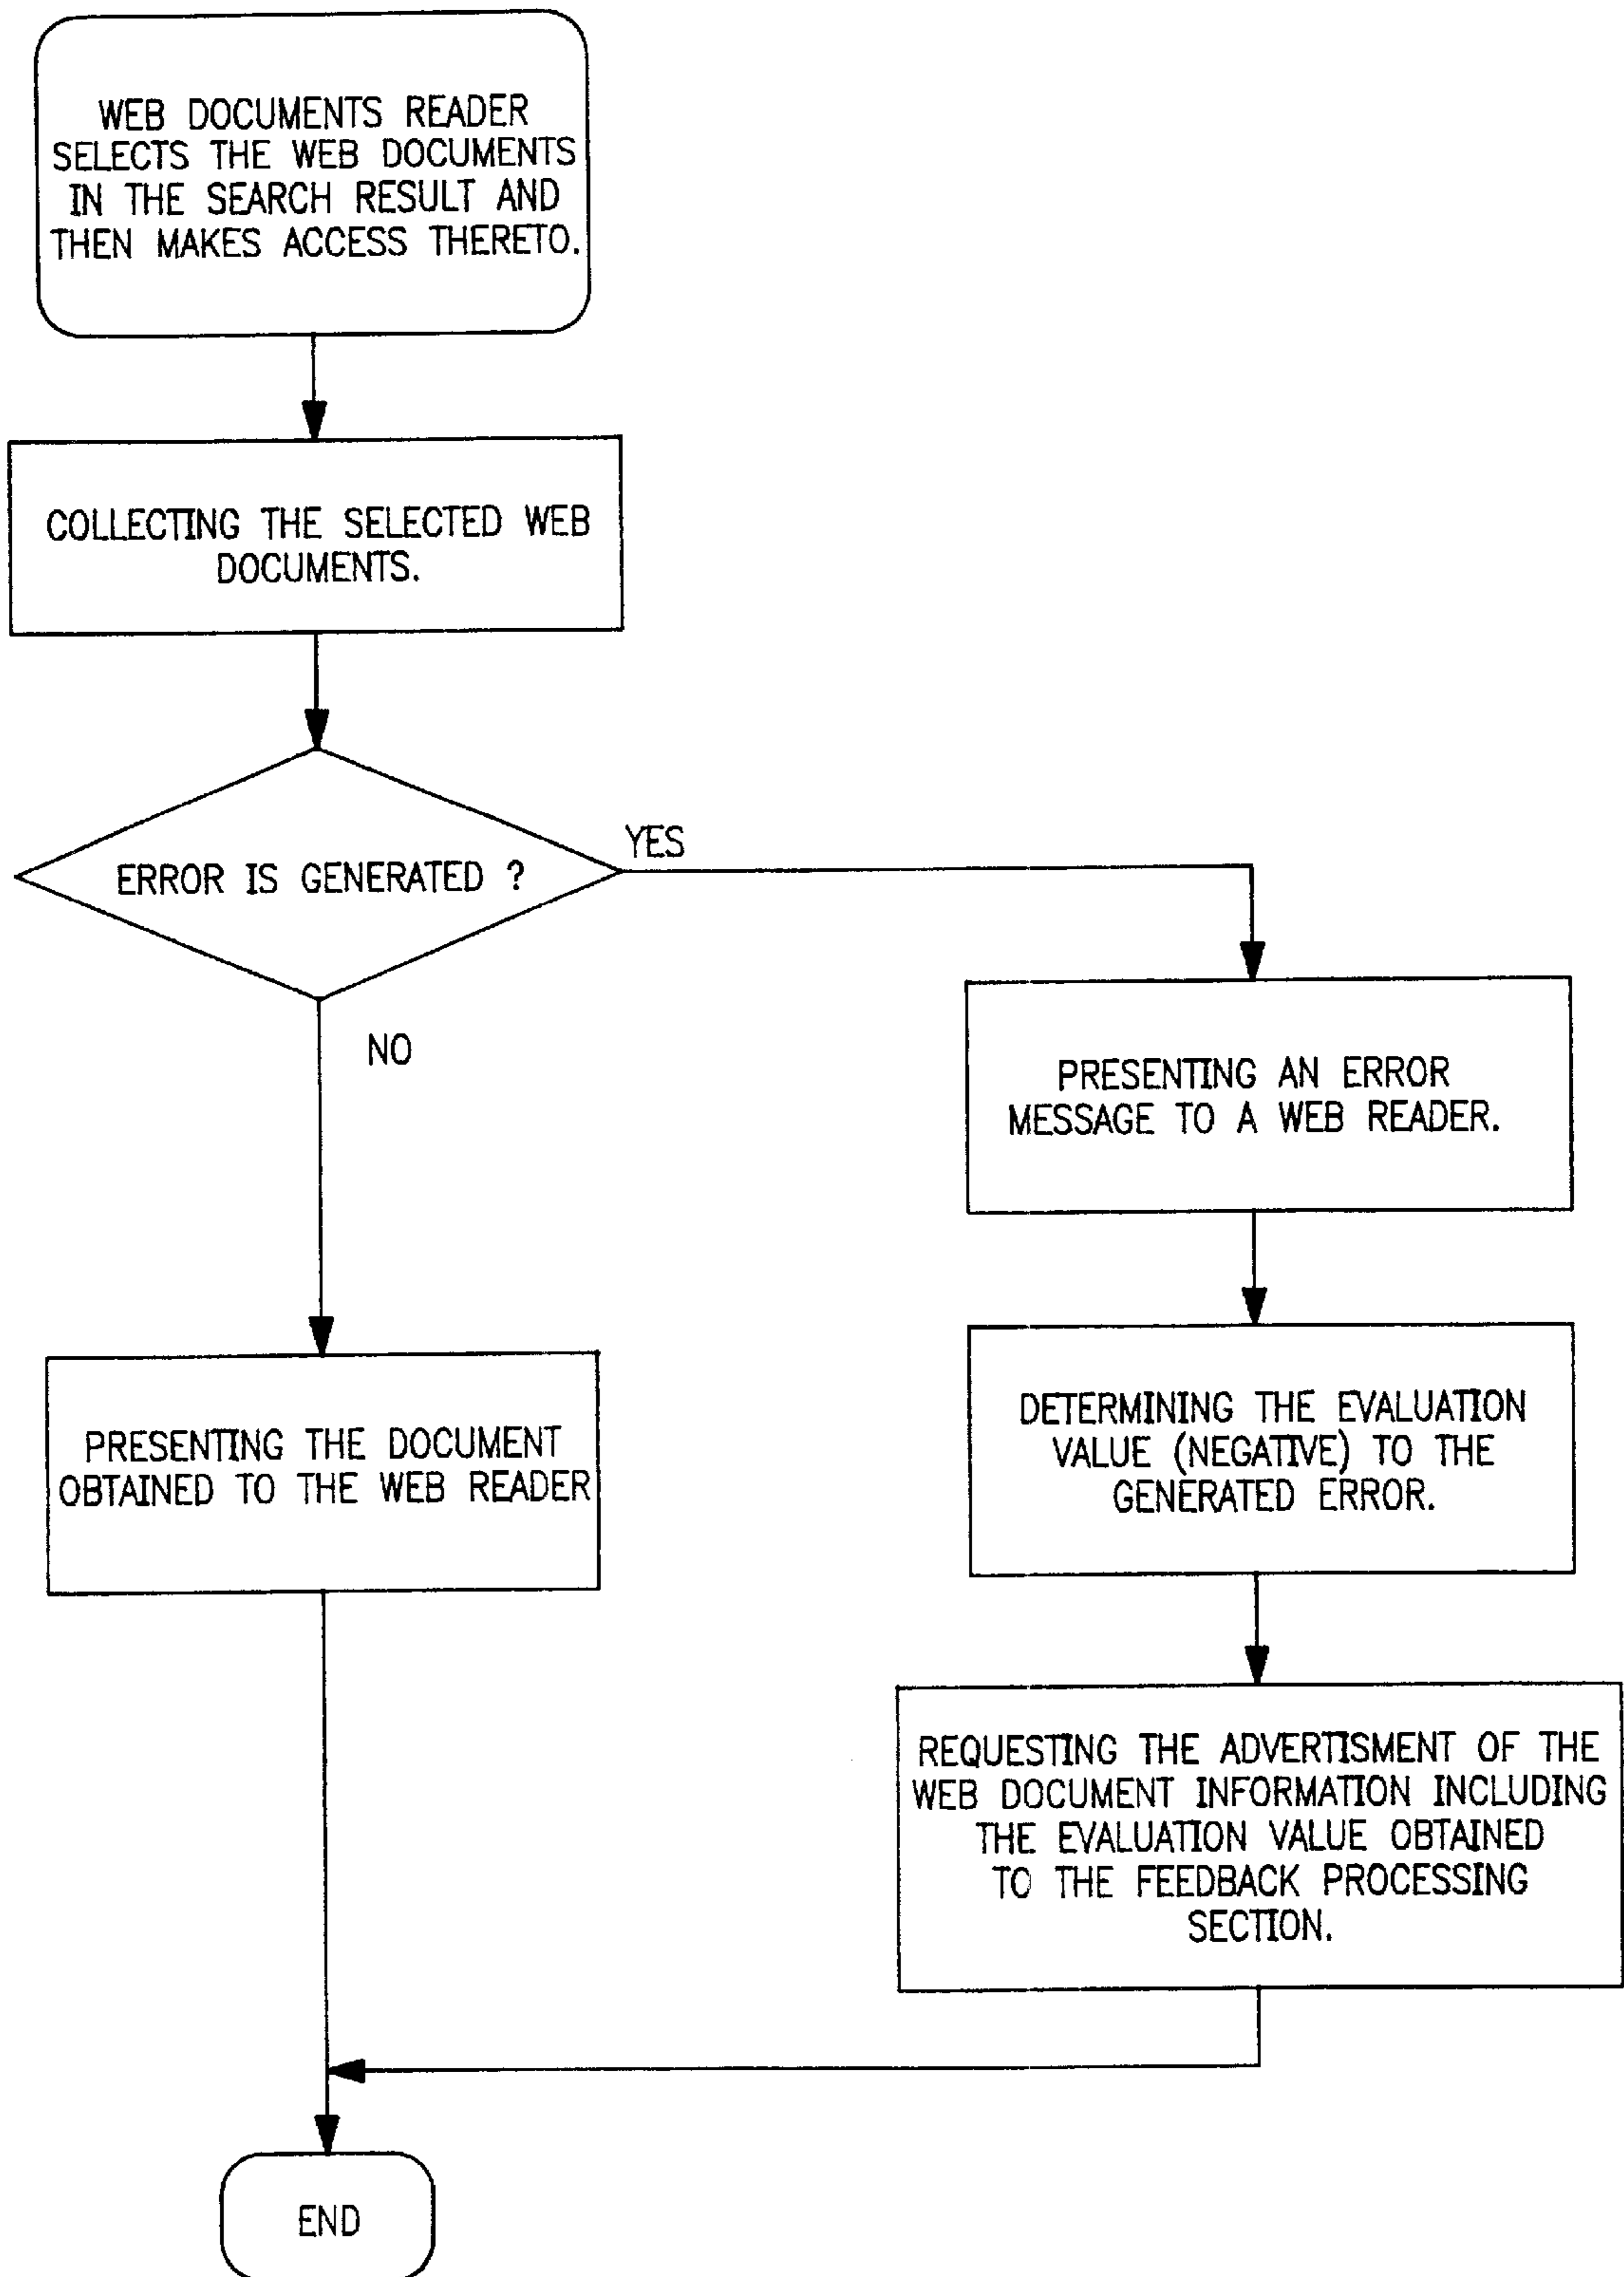 WEB DOCUMENTS READER
SELECTS THE WEB DOCUMENTS
IN THE SEARCH RESULT AND
THEN MAKES ACCESS THERETO.
COLLECTING THE SELECTED WEB
DOCUMENTS.
ERROR IS GENERATED ?
YES
NO
PRESENTING AN ERROR
MESSAGE TO A WEB READER.
DETERMINING THE EVALUATION
VALUE (NEGATIVE) TO THE
GENERATED ERROR.
PRESENTING THE DOCUMENT
OBTAINED TO THE WEB READER
REQUESTING THE ADVERTISMENT OF THE
WEB DOCUMENT INFORMATION INCLUDING
THE EVALUATION VALUE OBTAINED
TO THE FEEDBACK PROCESSING
SECTION.
END